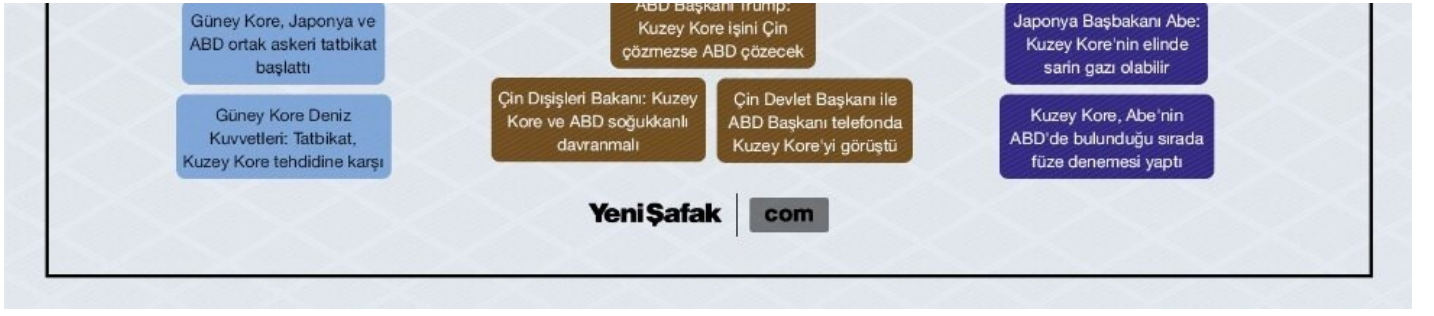 Güney Kore, Japonya ve
ABD ortak askeri tatbikat
başlattı
Güney Kore Deniz
Kuvvetleri: Tatbikat,
Kuzey Kore tehdidine karşı
ABD Başkanı Trump:
Kuzey Kore işini Çin
çözmezse ABD çözecek
Çin Dışişleri Bakanı: Kuzey
Kore ve ABD soğukkanlı
davranmalı
Çin Devlet Başkanı ile
ABD Başkanı telefonda
Kuzey Kore'yi görüştü
Japonya Başbakanı Abe:
Kuzey Kore'nin elinde
sarin gazı olabilir
Kuzey Kore, Abe'nin
ABD'de bulunduğu sırada
füze denemesi yaptı
YeniŞafak com